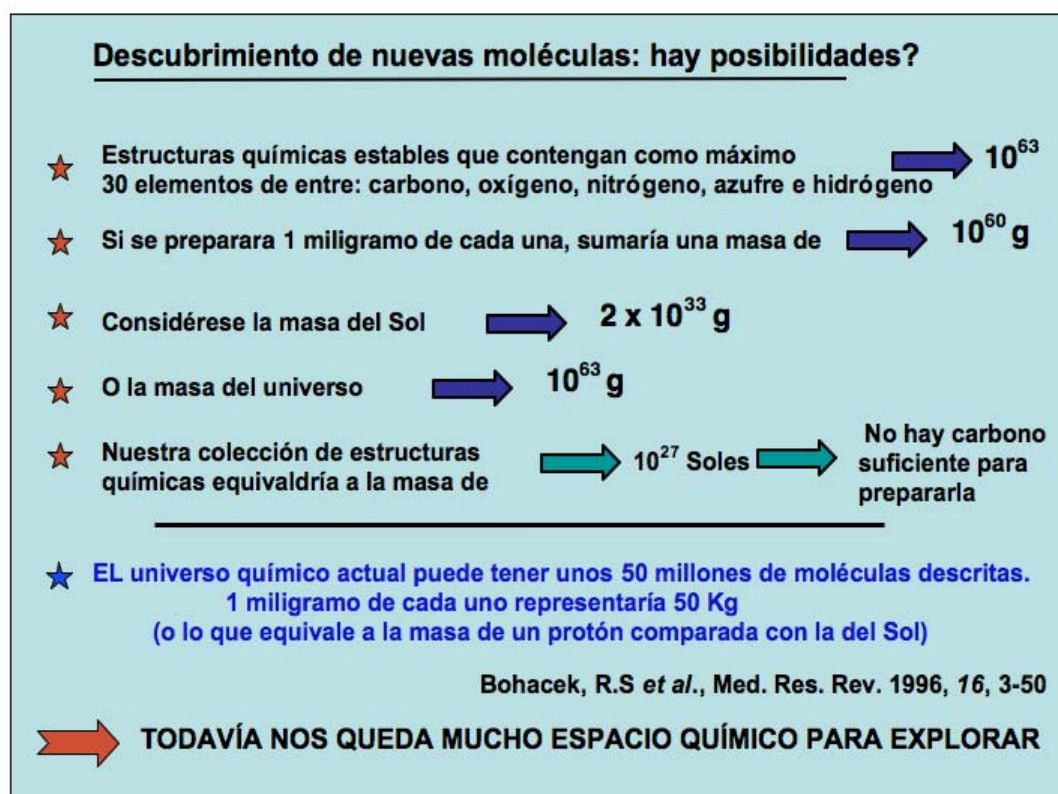 Descubrimiento de nuevas moléculas: hay posibilidades?
Estructuras químicas estables que contengan como máximo
30 elementos de entre: carbono, oxígeno, nitrógeno, azufre e hidrógeno
10^63
Si se preparara 1 miligramo de cada una, sumaría una masa de 10^60 g
Considérese la masa del Sol 2 x 10^33 g
O la masa del universo 10^63 g
Nuestra colección de estructuras
químicas equivaldría a la masa de
10^27 Soles
No hay carbono
suficiente para
prepararla
EL universo químico actual puede tener unos 50 millones de moléculas descritas.
1 miligramo de cada uno representaría 50 Kg
(o lo que equivale a la masa de un protón comparada con la del Sol)
Bohacek, R.S et al., Med. Res. Rev. 1996, 16, 3-50
TODAVÍA NOS QUEDA MUCHO ESPACIO QUÍMICO PARA EXPLORAR